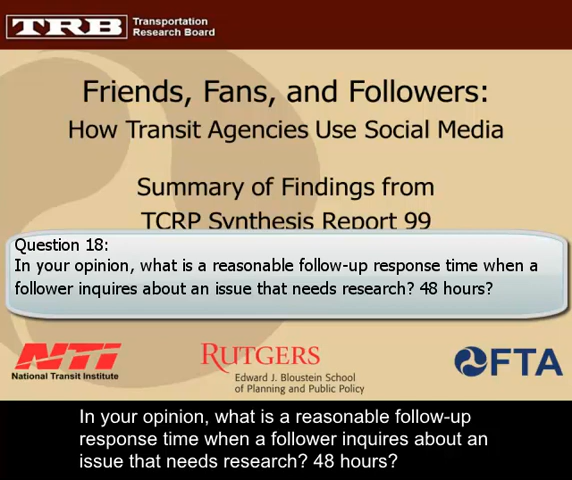 TRB Transportation
Research Board
Friends, Fans, and Followers:
How Transit Agencies Use Social Media
Summary of Findings from
TCRP Synthesis Report 99
Question 18:
In your opinion, what is a reasonable follow-up response time when a
follower inquires about an issue that needs research? 48 hours?
NTI
National Transit Institute
RUTGERS
Edward J. Bloustein School
of Planning and Public Policy
FTA
In your opinion, what is a reasonable follow-up
response time when a follower inquires about an
issue that needs research? 48 hours?